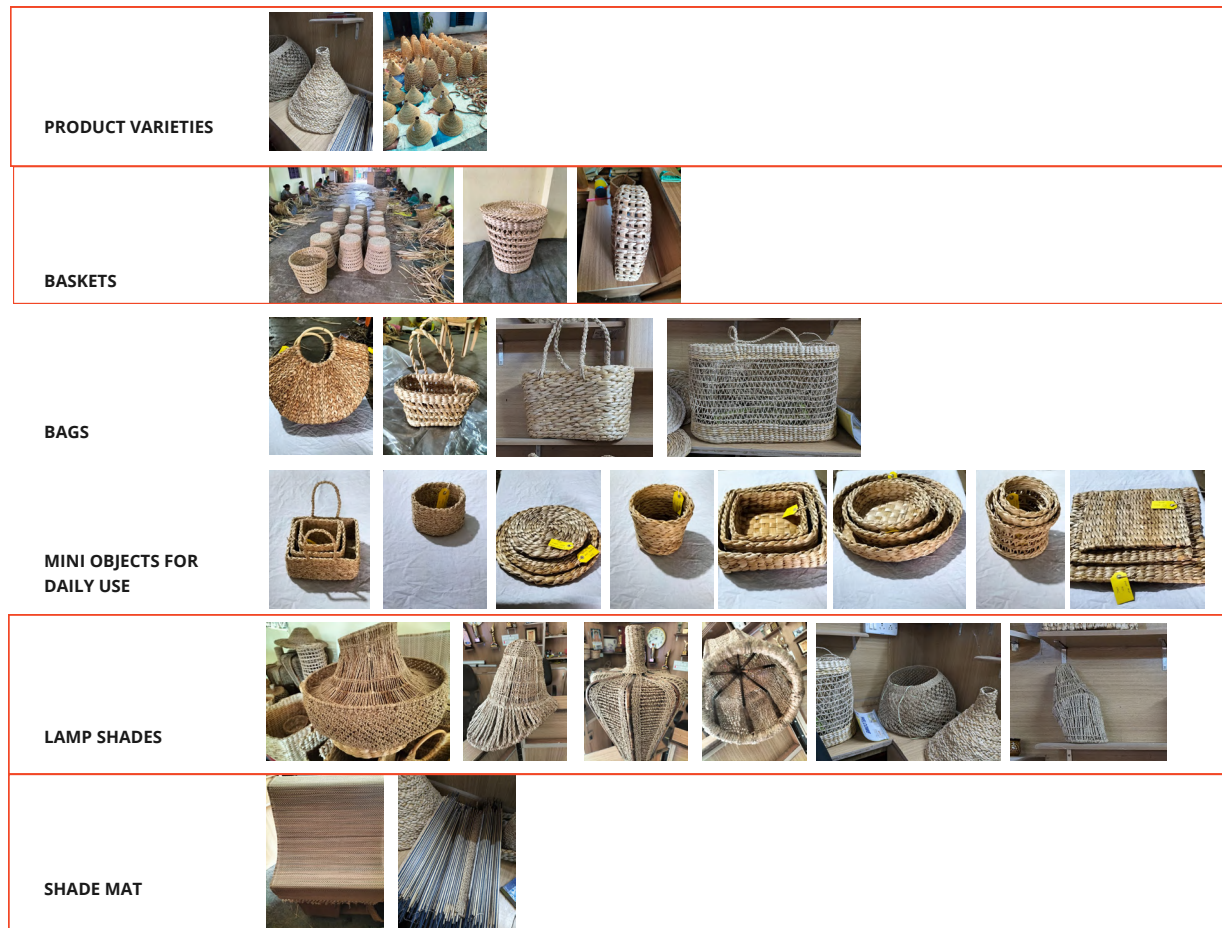 PRODUCT VARIETIES
BASKETS
BAGS
MINI OBJECTS FOR
DAILY USE
LAMP SHADES
SHADE MAT